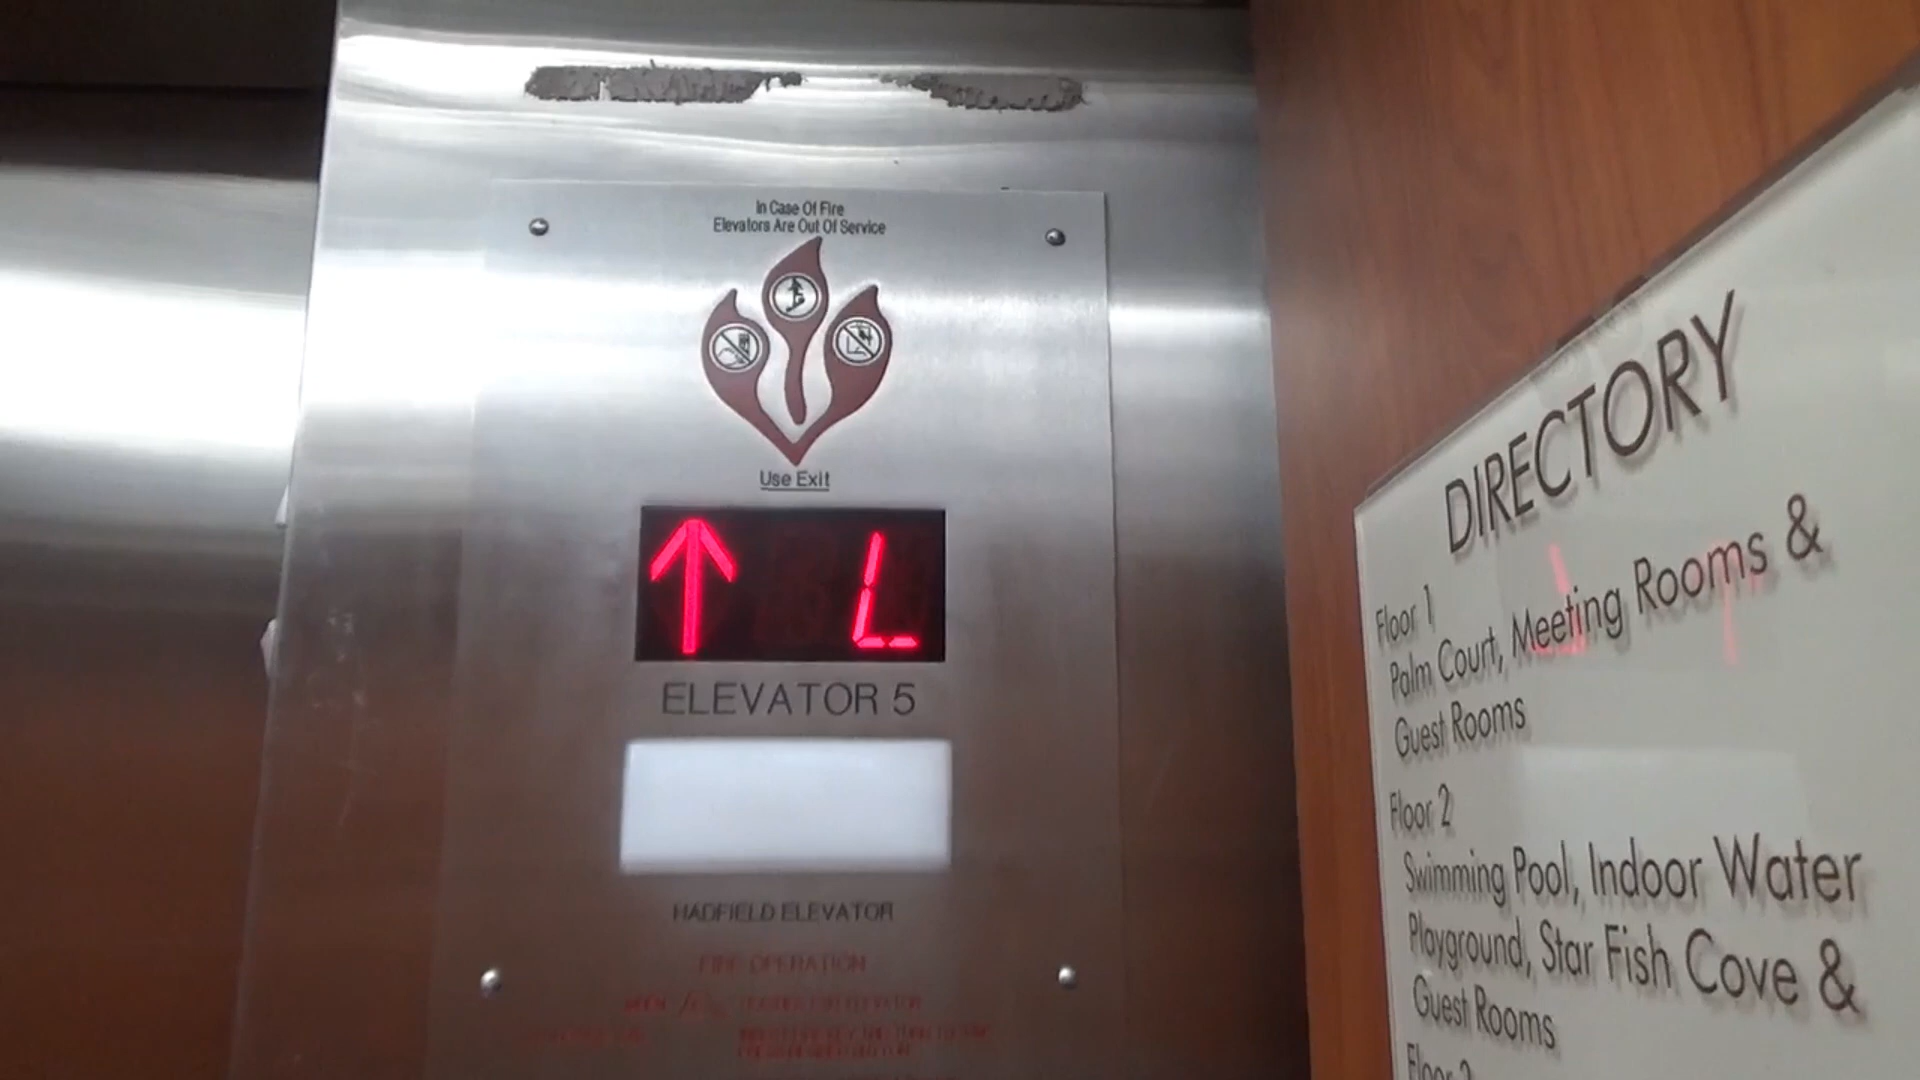 In Case Of Fire
Elevators Are Out Of Service
Use Exit
L
ELEVATOR 5
HADFIELD ELEVATOR
FIRE OPERATION
DIRECTORY
Floor 1
Palm Court, Meeting Rooms &
Guest Rooms
Floor 2
Swimming Pool, Indoor Water
Playground, Star Fish Cove &
Guest Rooms
Floor